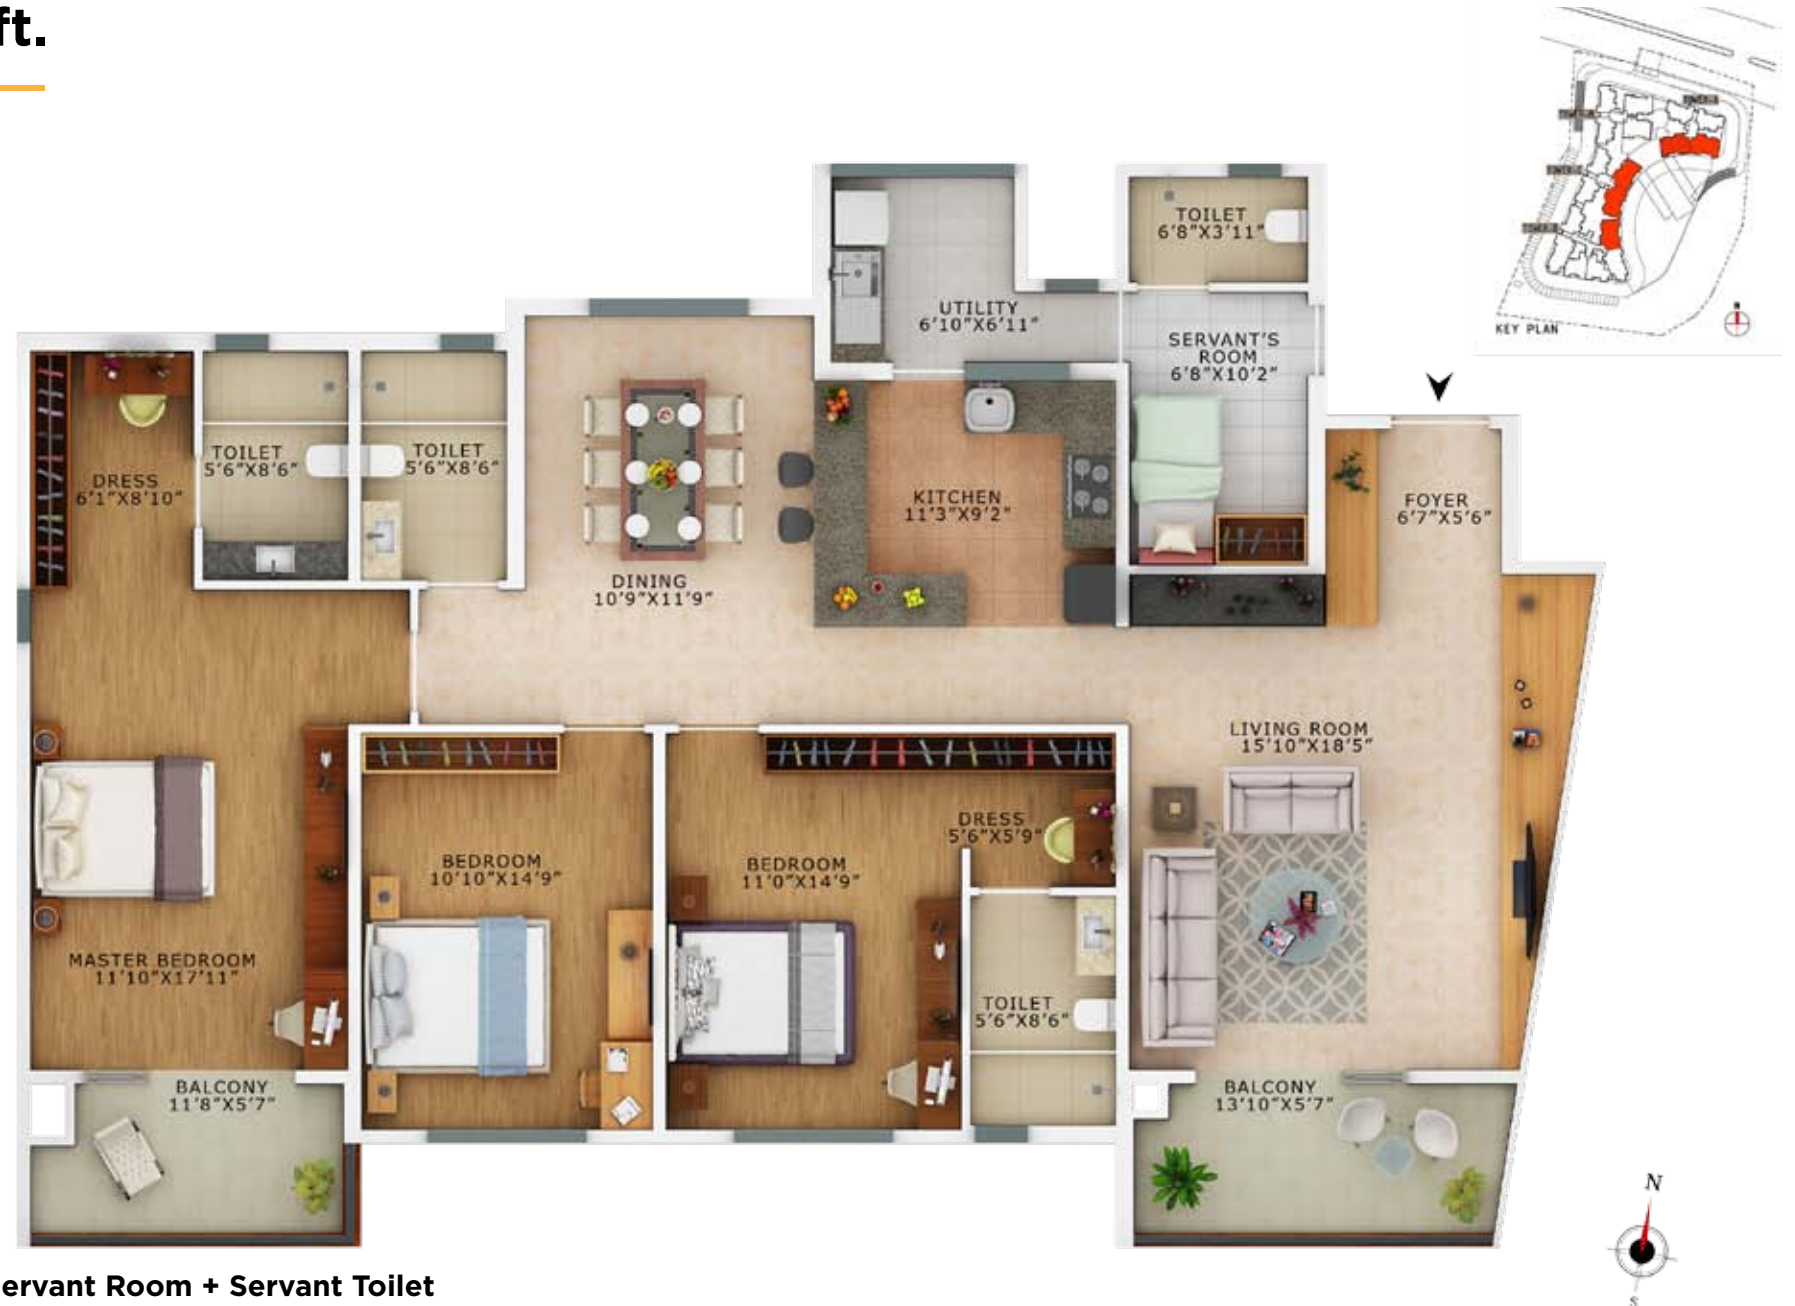 ft.
TOILET
6'8"X3'11"
UTILITY
6'10"X6'11"
SERVANT'S
ROOM
6'8"X10'2"
KEY PLAN
N
DRESS
6'1"X8'10"
TOILET
5'6"X8'6"
TOILET
5'6"X8'6"
KITCHEN
11'3"X9'2"
FOYER
6'7"X5'6"
DINING
10'9"X11'9"
LIVING ROOM
15'10"X18'5"
DRESS
5'6"X5'9"
BEDROOM
10'10"X14'9"
BEDROOM
11'0"X14'9"
MASTER BEDROOM
11'10"X17'11"
TOILET
5'6"X8'6"
BALCONY
11'8"X5'7"
BALCONY
13'10"X5'7"
N
S
ervant Room + Servant Toilet